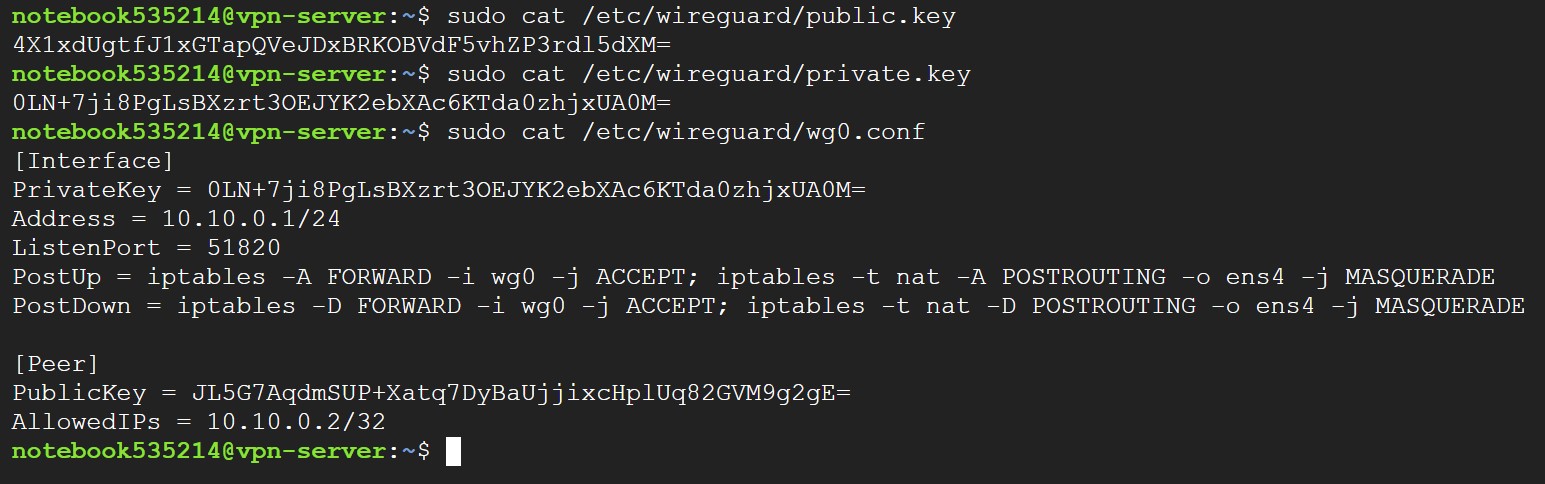 notebook535214@vpn-server:~$ sudo cat /etc/wireguard/public.key
4X1xdUgtfJ1xGTapQVeJDxBRKOBVdF5vhZP3rdl5dXM=
notebook535214@vpn-server:~$ sudo cat /etc/wireguard/private.key
0LN+7ji8PgLsBXzrt3OEJYK2ebXAc6KTda0zhjxUA0M=
notebook535214@vpn-server:~$ sudo cat /etc/wireguard/wg0.conf
[Interface]
PrivateKey = 0LN+7ji8PgLsBXzrt3OEJYK2ebXAc6KTda0zhjxUA0M=
Address = 10.10.0.1/24
ListenPort = 51820
PostUp = iptables -A FORWARD -i wg0 -j ACCEPT; iptables -t nat -A POSTROUTING -o ens4 -j MASQUERADE
PostDown = iptables -D FORWARD -i wg0 -j ACCEPT; iptables -t nat -D POSTROUTING -o ens4 -j MASQUERADE
[Peer]
PublicKey = JL5G7AqdmSUP+Xatq7DyBaUjjixcHplUq82GVM9g2gE=
AllowedIPs = 10.10.0.2/32
notebook535214@vpn-server:~$